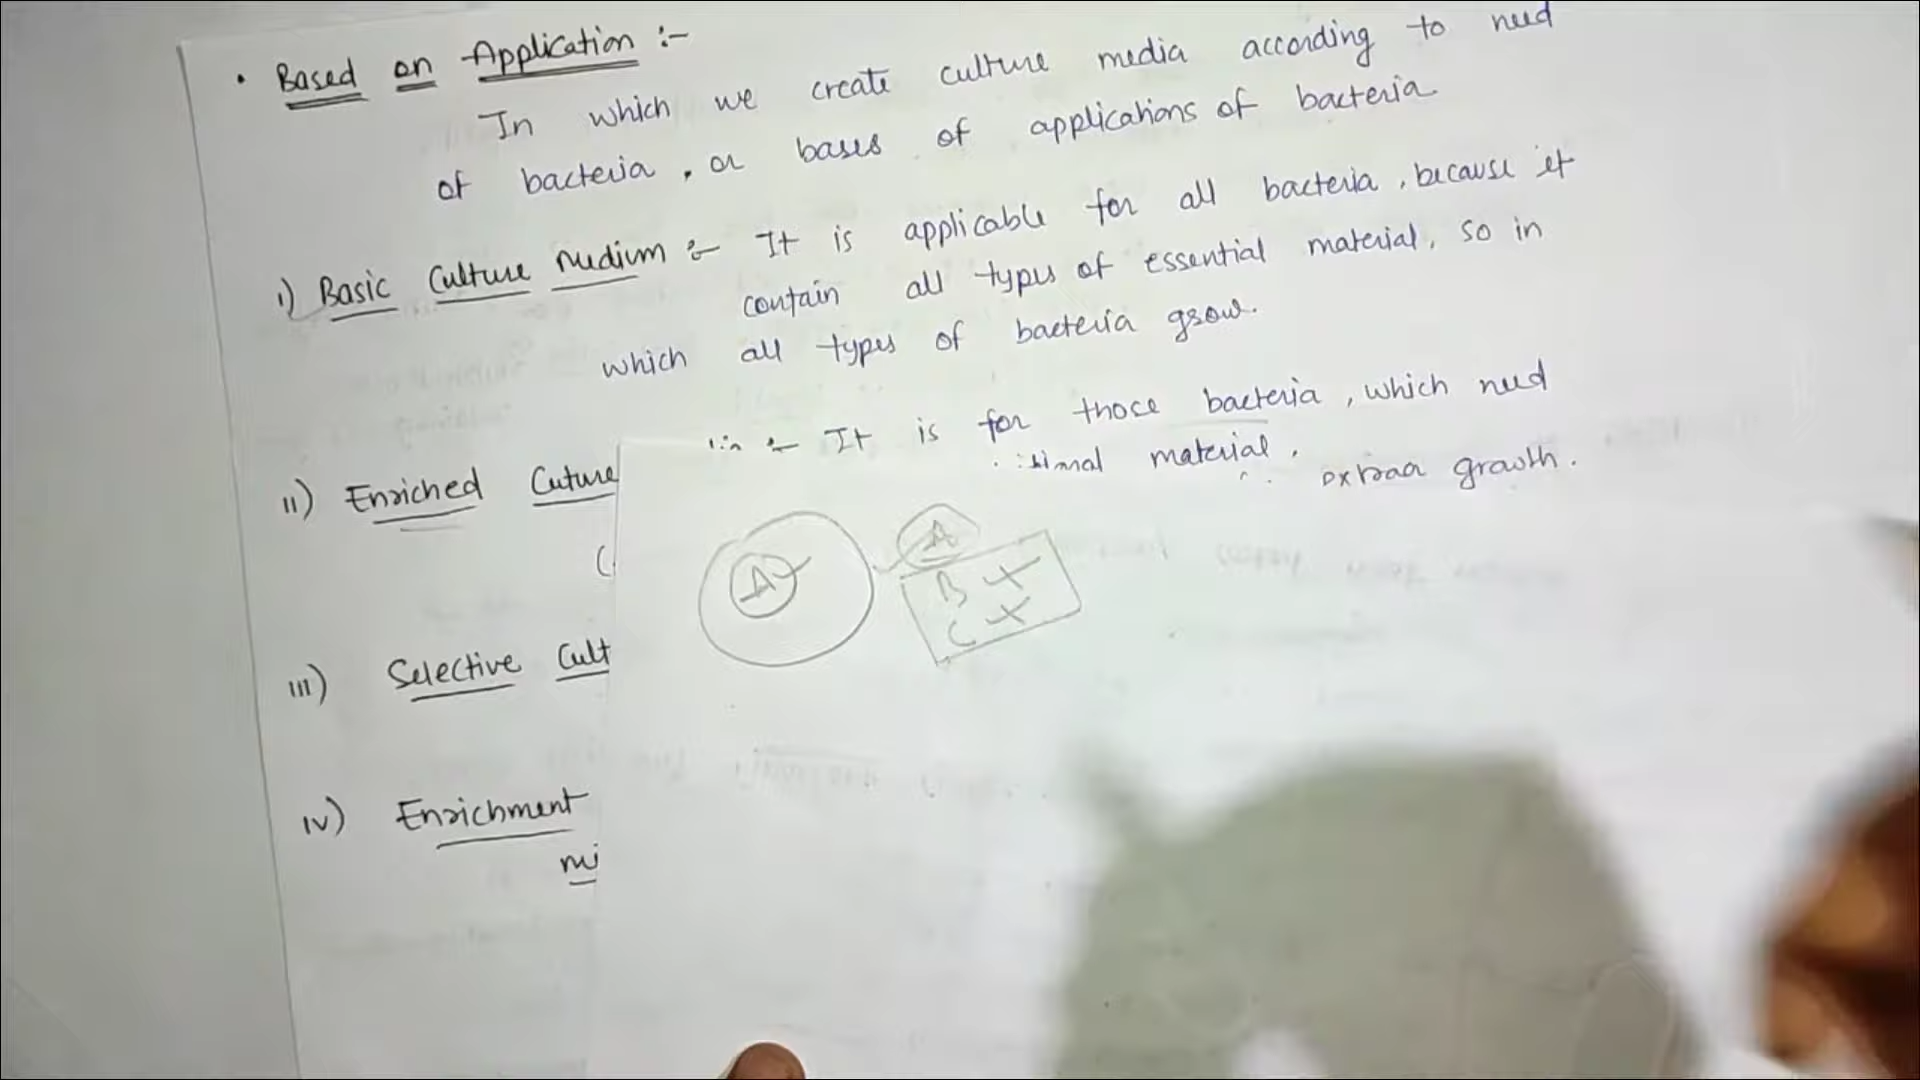 • Based on Application :-
In which we create culture media according to need
of bacteria, or bases of applications of bacteria
i) Basic Culture Medium :- It is applicable for all bacteria, because it
contain all types of essential material, so in
which all types of bacteria grow.
ii) Enriched Cuture :- It is for those bacteria, which need
material.
extraa growth.
A A
B
C
iii) Selective Cult
iv) Enrichment